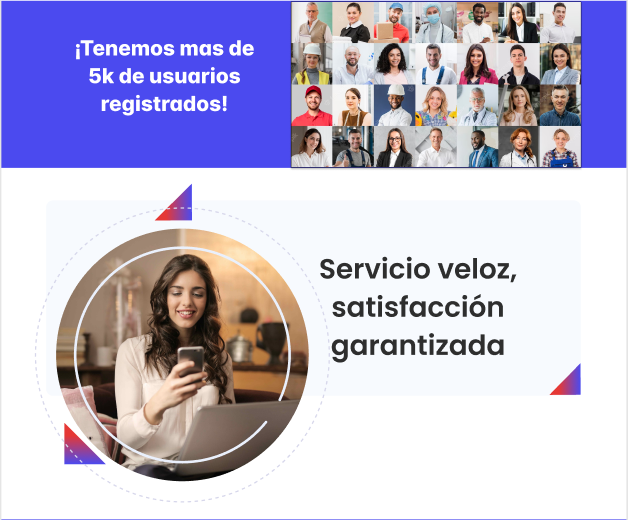 ¡Tenemos mas de
5k de usuarios
registrados!
Servicio veloz,
satisfacción
garantizada